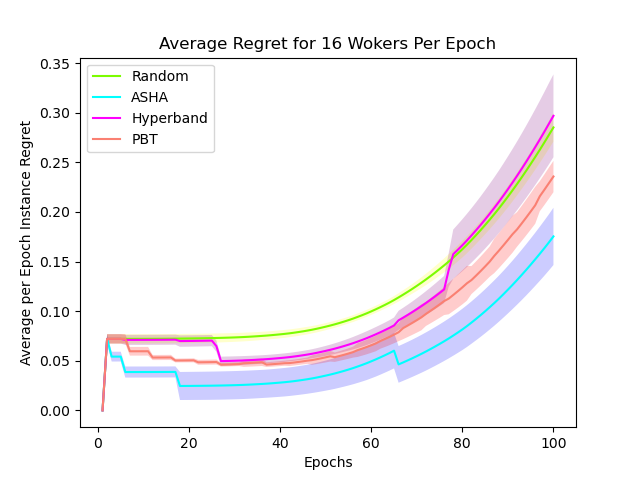 Average Regret for 16 Wokers Per Epoch
Random
ASHA
Hyperband
PBT
Average per Epoch Instance Regret
0.35
0.30
0.25
0.20
0.15
0.10
0.05
0.00
0 20 40 60 80 100
Epochs